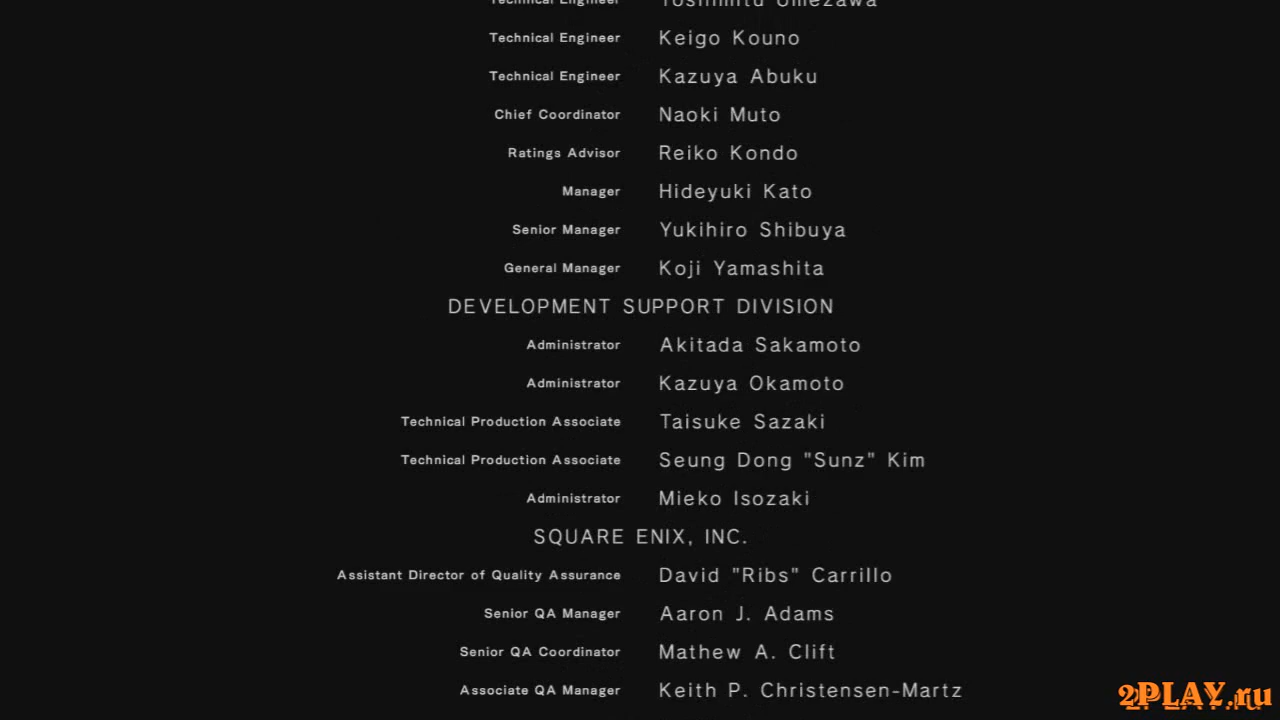 Technical Engineer Yoshimitu Umezawa
Technical Engineer Keigo Kouno
Technical Engineer Kazuya Abuku
Chief Coordinator Naoki Muto
Ratings Advisor Reiko Kondo
Manager Hideyuki Kato
Senior Manager Yukihiro Shibuya
General Manager Koji Yamashita
DEVELOPMENT SUPPORT DIVISION
Administrator Akitada Sakamoto
Administrator Kazuya Okamoto
Technical Production Associate Taisuke Sazaki
Technical Production Associate Seung Dong "Sunz" Kim
Administrator Mieko Isozaki
SQUARE ENIX, INC.
Assistant Director of Quality Assurance David "Ribs" Carrillo
Senior QA Manager Aaron J. Adams
Senior QA Coordinator Mathew A. Clift
Associate QA Manager Keith P. Christensen-Martz
2PLAY.ru